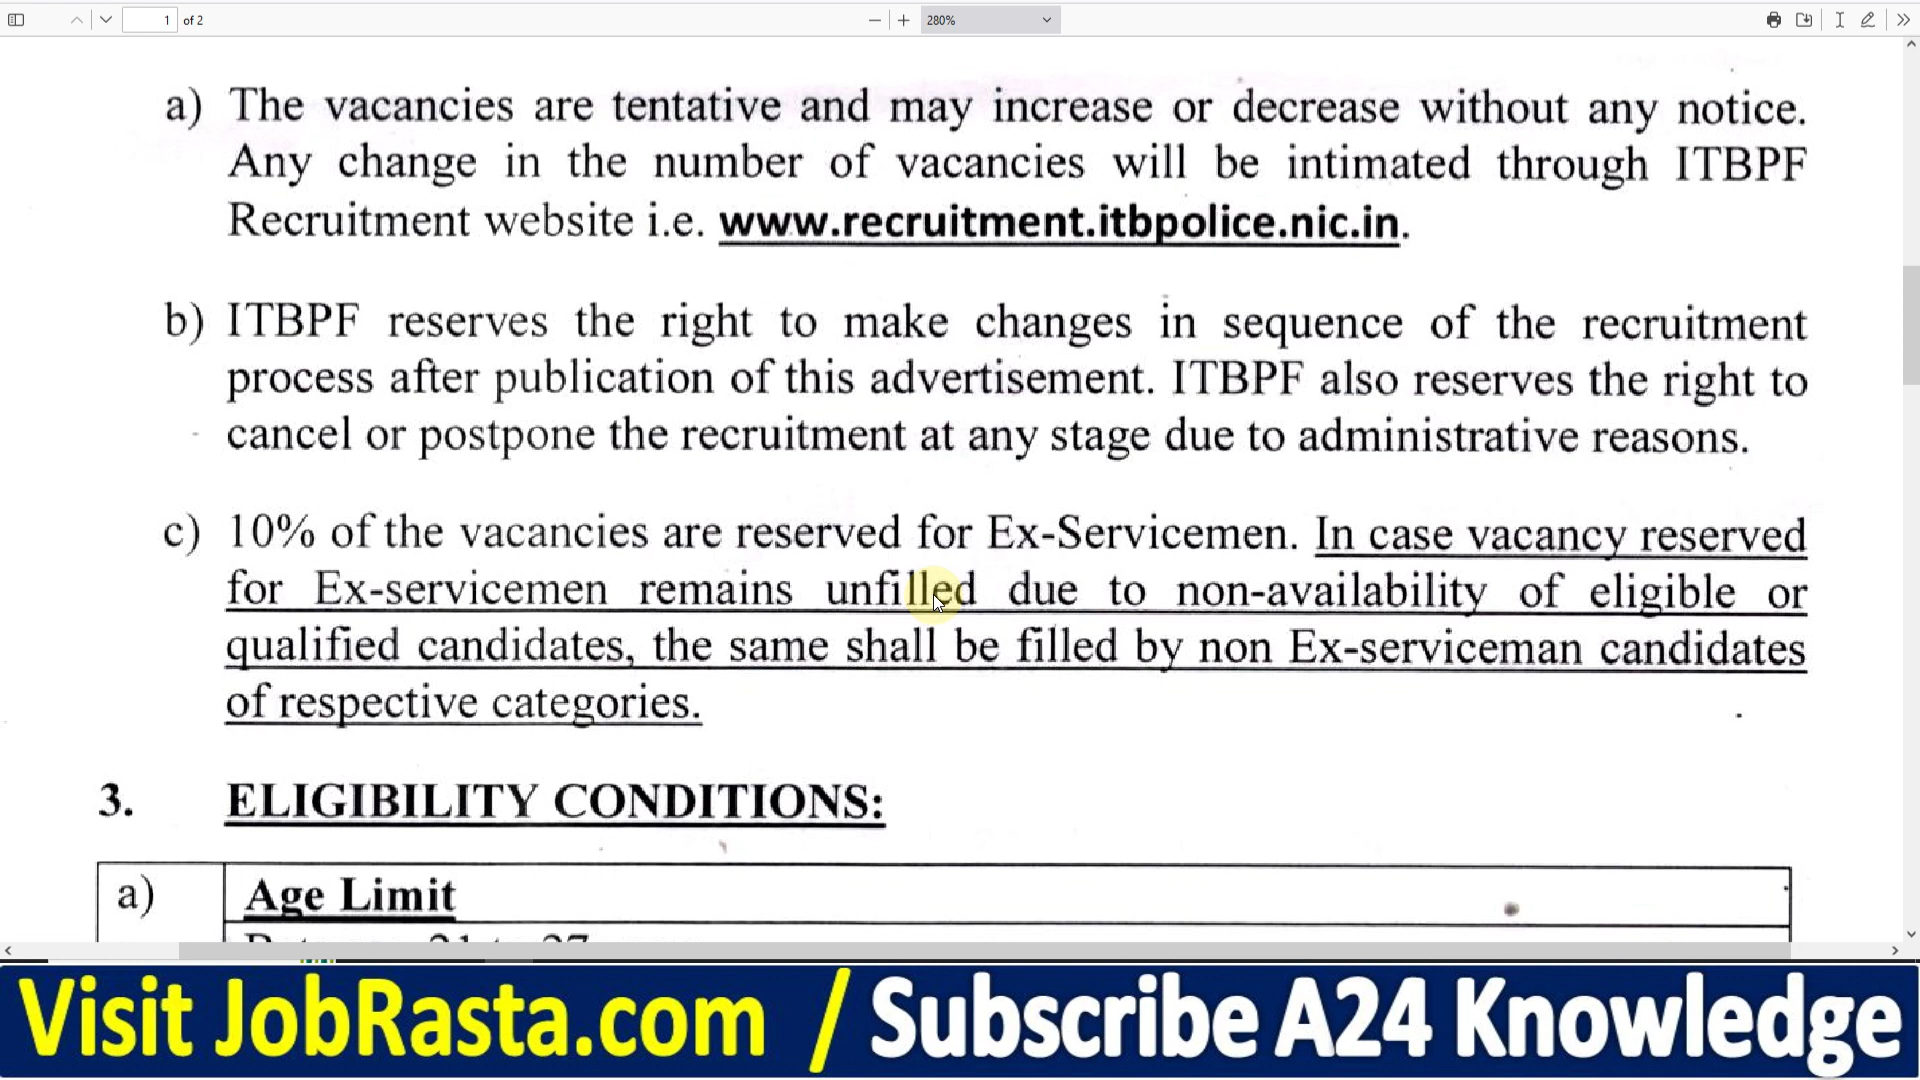 1 of 2
280%
a) The vacancies are tentative and may increase or decrease without any notice.
Any change in the number of vacancies will be intimated through ITBPF
Recruitment website i.e. www.recruitment.itbpolice.nic.in.
b) ITBPF reserves the right to make changes in sequence of the recruitment
process after publication of this advertisement. ITBPF also reserves the right to
cancel or postpone the recruitment at any stage due to administrative reasons.
c) 10% of the vacancies are reserved for Ex-Servicemen. In case vacancy reserved
for Ex-servicemen remains unfilled due to non-availability of eligible or
qualified candidates, the same shall be filled by non Ex-serviceman candidates
of respective categories.
3. ELIGIBILITY CONDITIONS:
a) Age Limit
Visit JobRasta.com / Subscribe A24 Knowledge